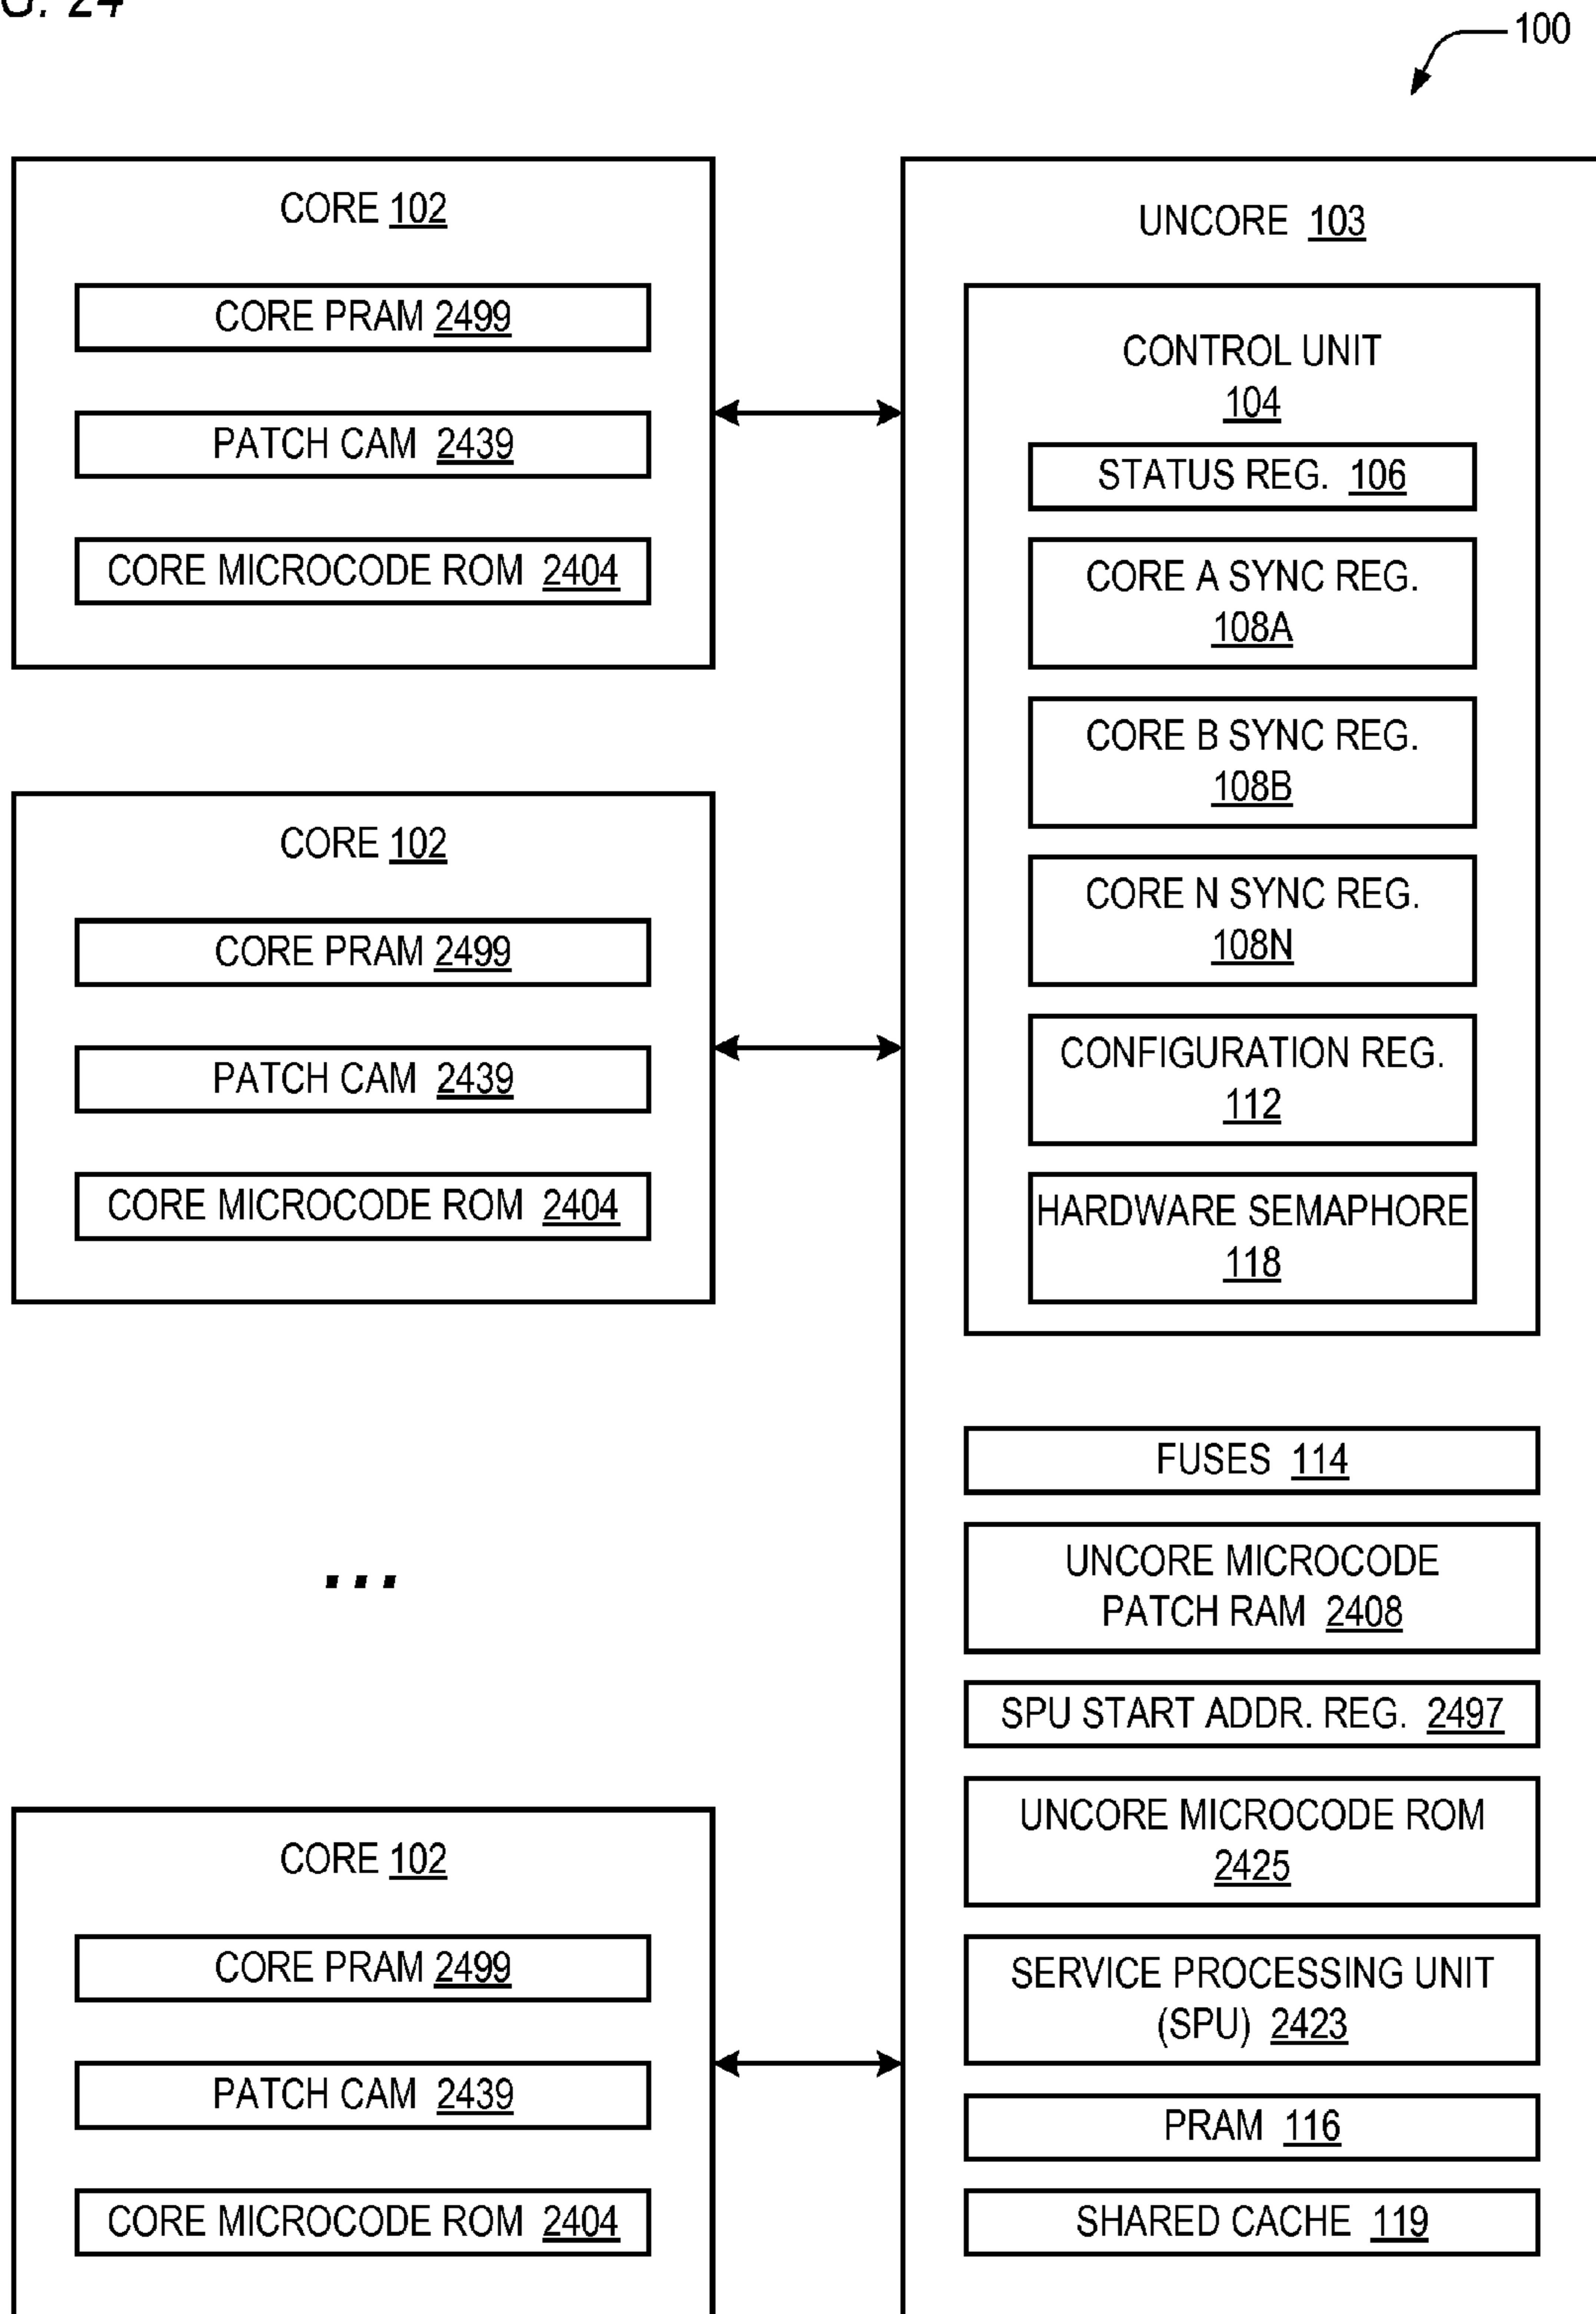 G. 24
100
CORE 102
CORE PRAM 2499
PATCH CAM 2439
CORE MICROCODE ROM 2404
CORE 102
CORE PRAM 2499
PATCH CAM 2439
CORE MICROCODE ROM 2404
...
CORE 102
CORE PRAM 2499
PATCH CAM 2439
CORE MICROCODE ROM 2404
UNCORE 103
CONTROL UNIT
104
STATUS REG. 106
CORE A SYNC REG.
108A
CORE B SYNC REG.
108B
CORE N SYNC REG.
108N
CONFIGURATION REG.
112
HARDWARE SEMAPHORE
118
FUSES 114
UNCORE MICROCODE
PATCH RAM 2408
SPU START ADDR. REG. 2497
UNCORE MICROCODE ROM
2425
SERVICE PROCESSING UNIT
(SPU) 2423
PRAM 116
SHARED CACHE 119